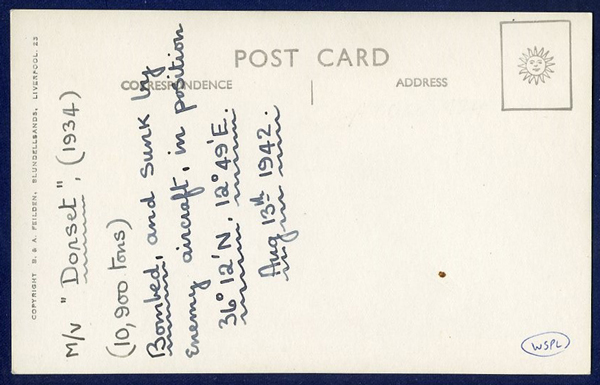 POST CARD
CORRESPONDENCE
ADDRESS
COPYRIGHT B. & A. FEILDEN, BLUNDELLSANDS, LIVERPOOL, 23
M/V "Dorset", (1934)
(10,900 tons)
Bombed, and sunk by
enemy aircraft, in position
36° 12' N, 12° 49' E.
Aug 13th 1942.
WSPL